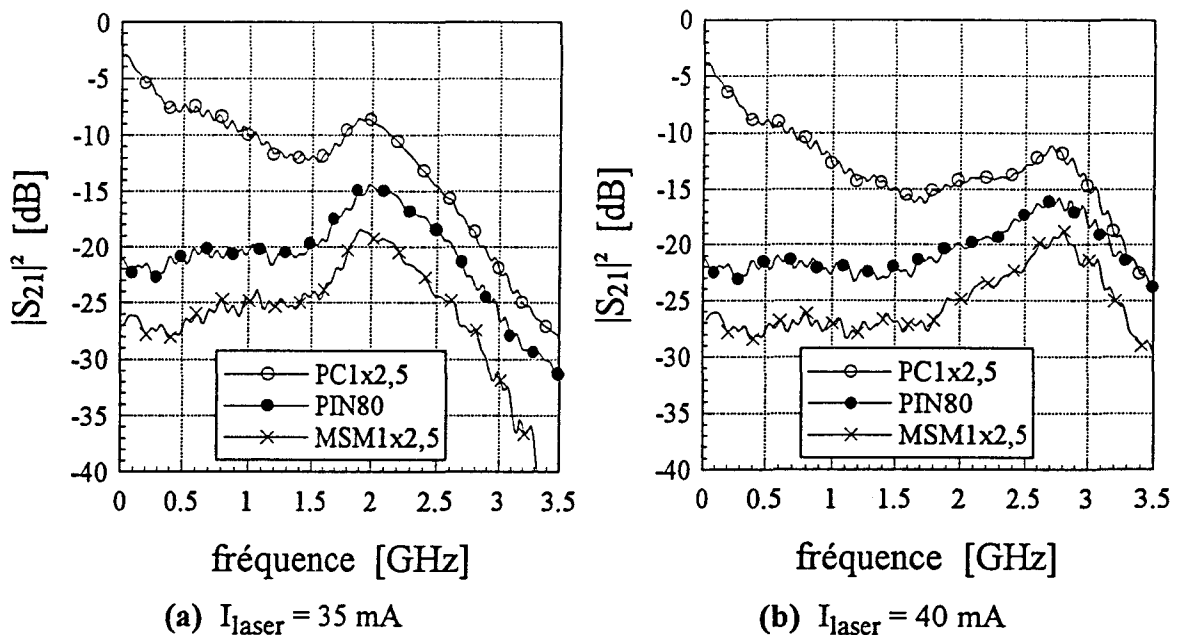 |S21|² [dB]
0
-5
-10
-15
-20
-25
-30
-35
-40
PC1x2,5
PIN80
MSM1x2,5
0 0.5 1 1.5 2 2.5 3 3.5
fréquence [GHz]
(a) Ilaser = 35 mA
|S21|² [dB]
0
-5
-10
-15
-20
-25
-30
-35
-40
PC1x2,5
PIN80
MSM1x2,5
0 0.5 1 1.5 2 2.5 3 3.5
fréquence [GHz]
(b) Ilaser = 40 mA